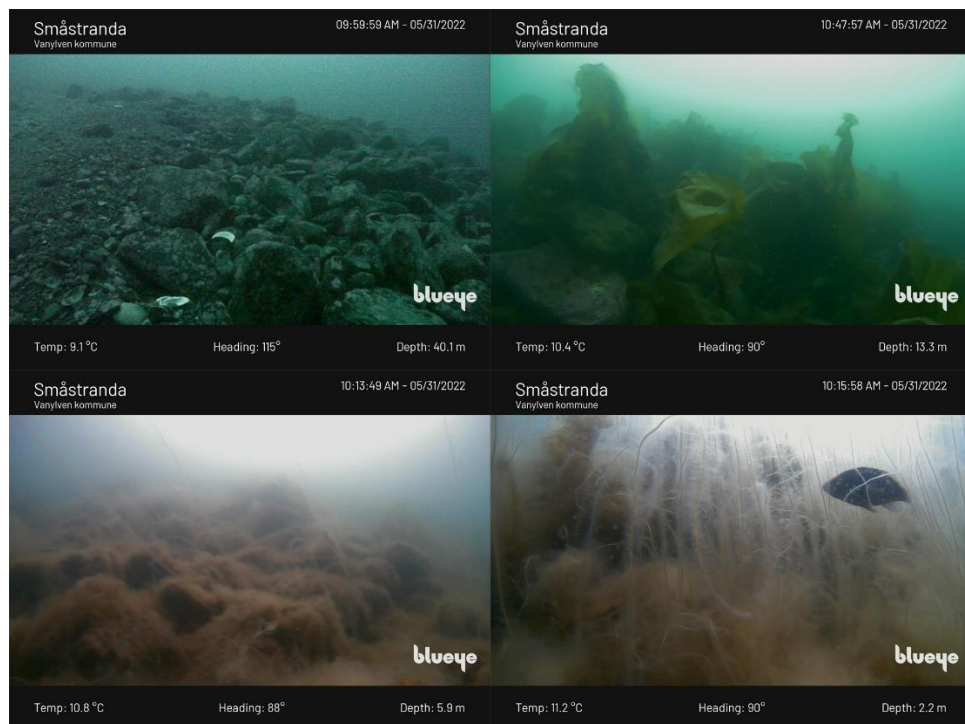 Småstranda
09:59:59 AM - 05/31/2022
Vanylven kommune
blueye
Temp: 9.1 °C Heading: 115° Depth: 40.1 m
Småstranda
10:47:57 AM - 05/31/2022
Vanylven kommune
blueye
Temp: 10.4 °C Heading: 90° Depth: 13.3 m
Småstranda
10:13:49 AM - 05/31/2022
Vanylven kommune
blueye
Temp: 10.8 °C Heading: 88° Depth: 5.9 m
Småstranda
10:15:58 AM - 05/31/2022
Vanylven kommune
blueye
Temp: 11.2 °C Heading: 90° Depth: 2.2 m